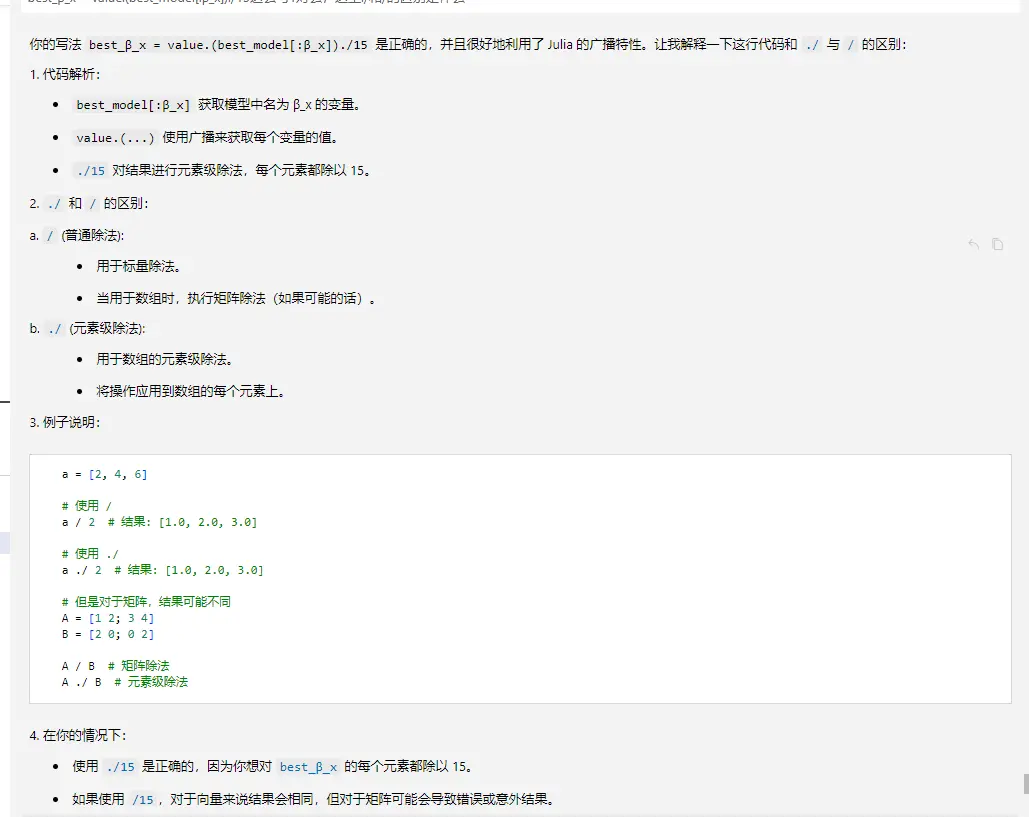 你的写法 best_β_x = value.(best_model[:β_x])./15 是正确的，并且很好地利用了 Julia 的广播特性。让我解释一下这行代码和 ./ 与 / 的区别：
1. 代码解析：
• best_model[:β_x] 获取模型中名为 β_x 的变量。
• value.(...) 使用广播来获取每个变量的值。
• ./15 对结果进行元素级除法，每个元素都除以 15。
2. ./ 和 / 的区别：
a. / (普通除法):
• 用于标量除法。
• 当用于数组时，执行矩阵除法（如果可能的话）。
b. ./ (元素级除法):
• 用于数组的元素级除法。
• 将操作应用到数组的每个元素上。
3. 例子说明：
a = [2, 4, 6]
# 使用 /
a / 2 # 结果: [1.0, 2.0, 3.0]
# 使用 ./
a ./ 2 # 结果: [1.0, 2.0, 3.0]
# 但是对于矩阵，结果可能不同
A = [1 2; 3 4]
B = [2 0; 0 2]
A / B # 矩阵除法
A ./ B # 元素级除法
4. 在你的情况下：
• 使用 ./15 是正确的，因为你想对 best_β_x 的每个元素都除以 15。
• 如果使用 /15，对于向量来说结果会相同，但对于矩阵可能会导致错误或意外结果。